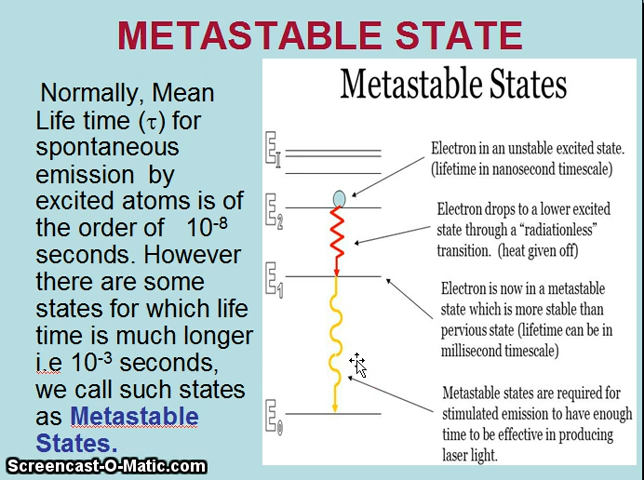 METASTABLE STATE
Normally, Mean
Life time (τ) for
spontaneous
emission by
excited atoms is of
the order of 10-8
seconds. However
there are some
states for which life
time is much longer
i.e 10-3 seconds,
we call such states
as Metastable
States.
Metastable States
EI
Electron in an unstable excited state.
(lifetime in nanosecond timescale)
E2
Electron drops to a lower excited
state through a “radiationless”
transition. (heat given off)
E1
Electron is now in a metastable
state which is more stable than
pervious state (lifetime can be in
millisecond timescale)
Metastable states are required for
stimulated emission to have enough
time to be effective in producing
laser light.
E0
Screencast-O-Matic.com